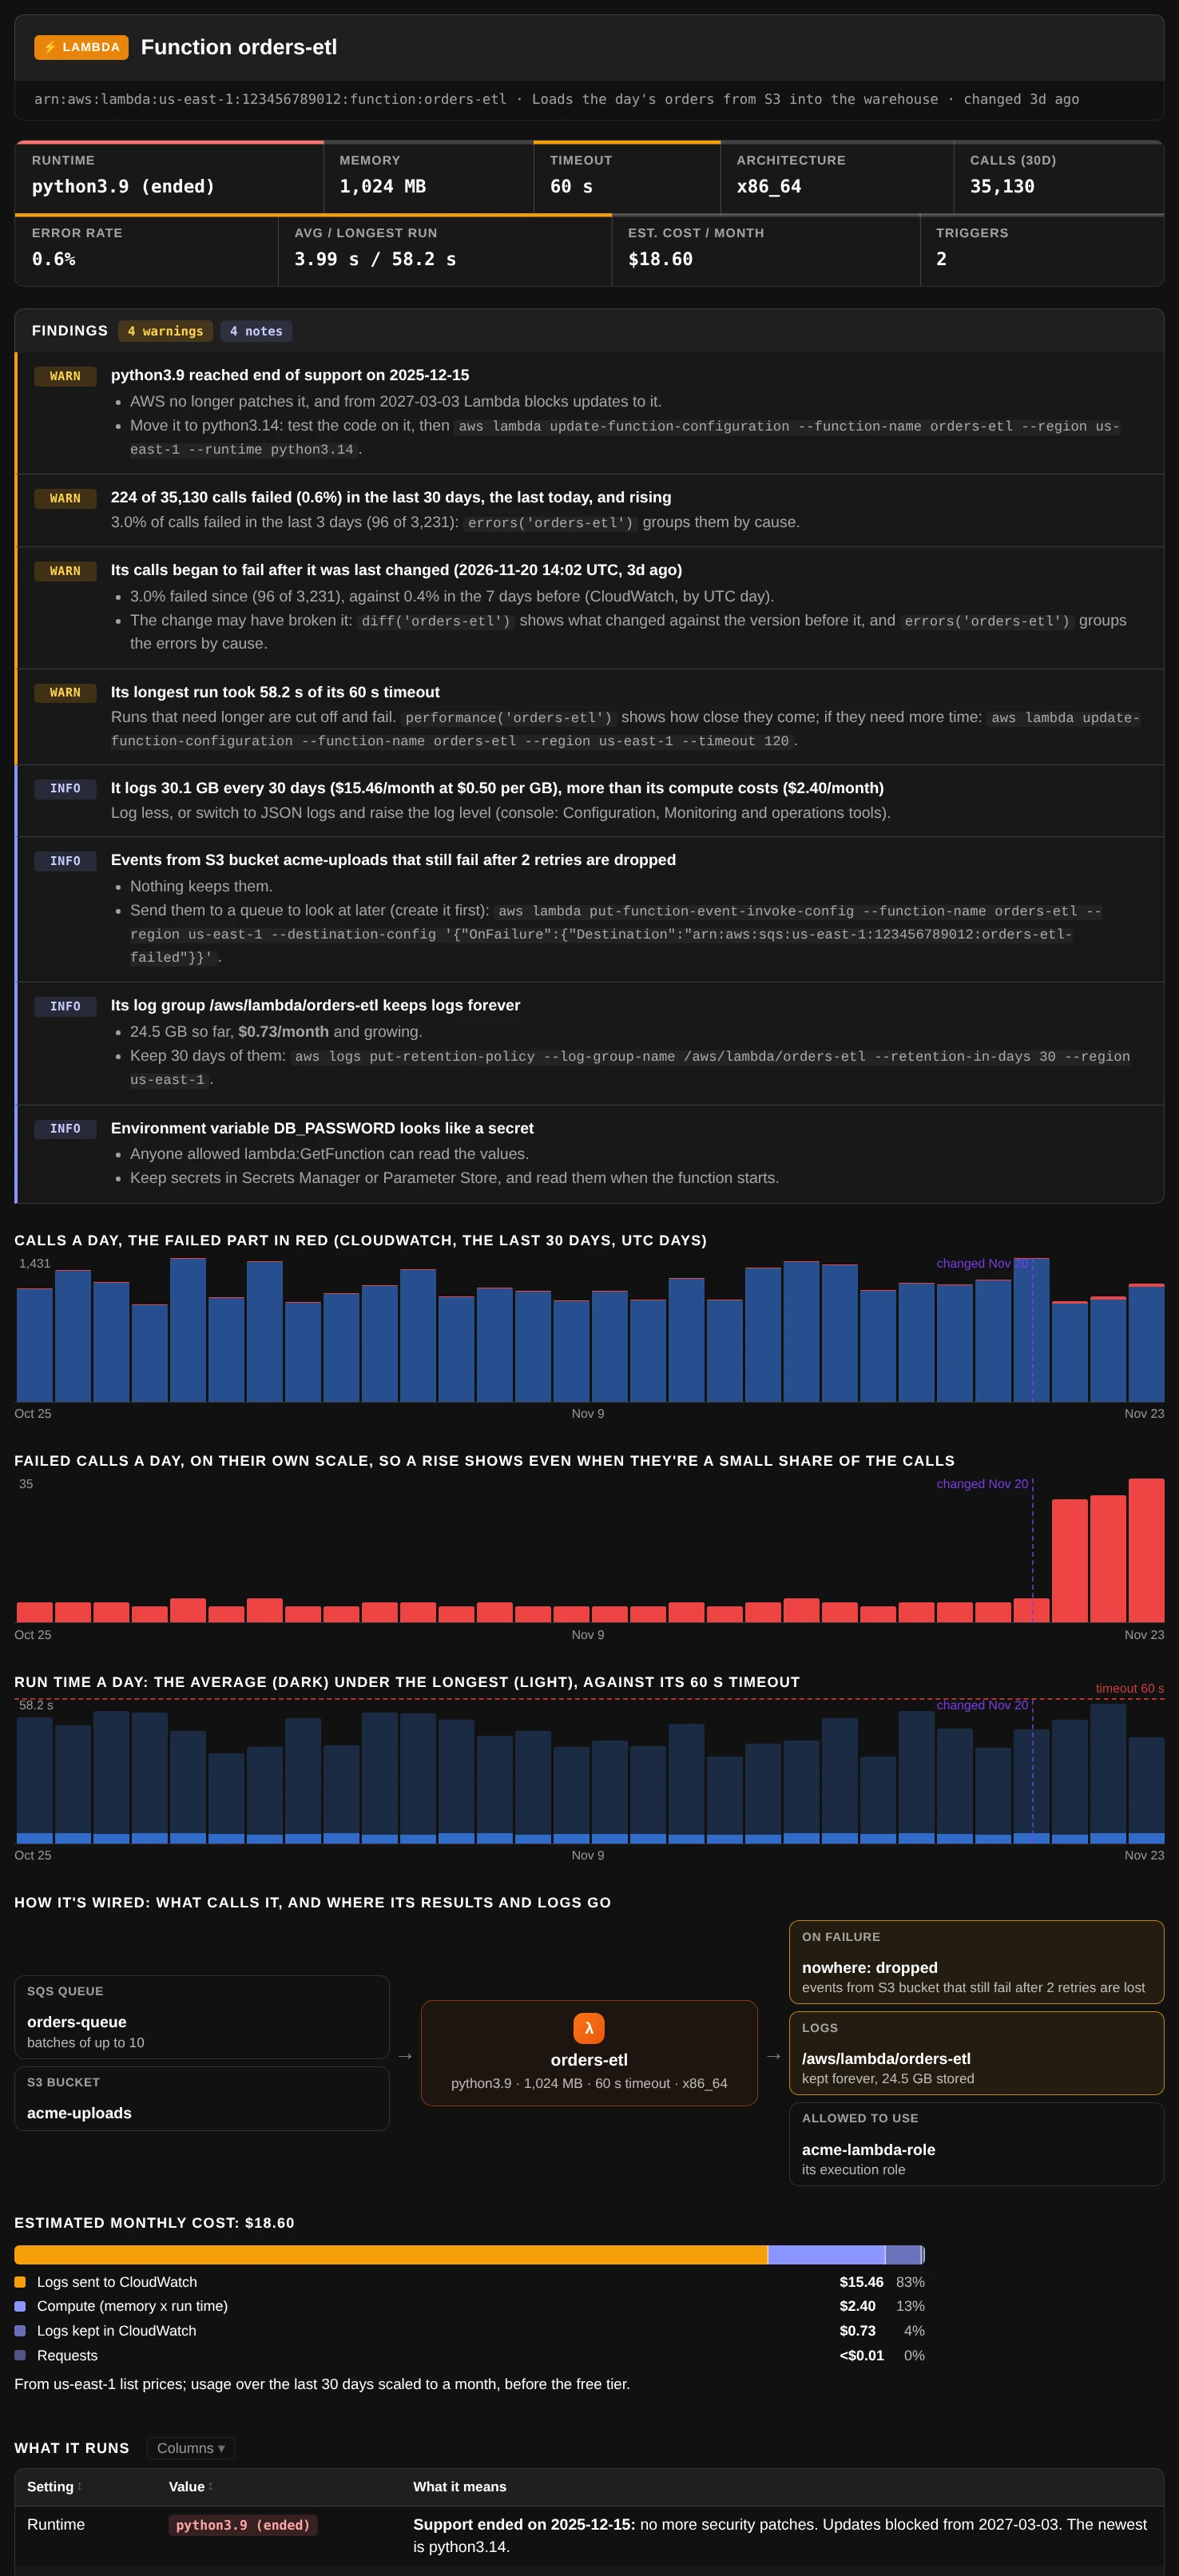 ⚡ LAMBDA Function orders-etl
arn:aws:lambda:us-east-1:123456789012:function:orders-etl · Loads the day's orders from S3 into the warehouse · changed 3d ago
RUNTIME
python3.9 (ended)
MEMORY
1,024 MB
TIMEOUT
60 s
ARCHITECTURE
x86_64
CALLS (30D)
35,130
ERROR RATE
0.6%
AVG / LONGEST RUN
3.99 s / 58.2 s
EST. COST / MONTH
$18.60
TRIGGERS
2
FINDINGS 4 warnings 4 notes
WARN python3.9 reached end of support on 2025-12-15
• AWS no longer patches it, and from 2027-03-03 Lambda blocks updates to it.
• Move it to python3.14: test the code on it, then aws lambda update-function-configuration --function-name orders-etl --region us-
east-1 --runtime python3.14 .
WARN 224 of 35,130 calls failed (0.6%) in the last 30 days, the last today, and rising
3.0% of calls failed in the last 3 days (96 of 3,231): errors('orders-etl') groups them by cause.
WARN Its calls began to fail after it was last changed (2026-11-20 14:02 UTC, 3d ago)
• 3.0% failed since (96 of 3,231), against 0.4% in the 7 days before (CloudWatch, by UTC day).
• The change may have broken it: diff('orders-etl') shows what changed against the version before it, and errors('orders-etl') groups
the errors by cause.
WARN Its longest run took 58.2 s of its 60 s timeout
Runs that need longer are cut off and fail. performance('orders-etl') shows how close they come; if they need more time: aws lambda update-
function-configuration --function-name orders-etl --region us-east-1 --timeout 120 .
INFO It logs 30.1 GB every 30 days ($15.46/month at $0.50 per GB), more than its compute costs ($2.40/month)
Log less, or switch to JSON logs and raise the log level (console: Configuration, Monitoring and operations tools).
INFO Events from S3 bucket acme-uploads that still fail after 2 retries are dropped
• Nothing keeps them.
• Send them to a queue to look at later (create it first): aws lambda put-function-event-invoke-config --function-name orders-etl --
region us-east-1 --destination-config '{"OnFailure":{"Destination":"arn:aws:sqs:us-east-1:123456789012:orders-etl-
failed"}}' .
INFO Its log group /aws/lambda/orders-etl keeps logs forever
• 24.5 GB so far, $0.73/month and growing.
• Keep 30 days of them: aws logs put-retention-policy --log-group-name /aws/lambda/orders-etl --retention-in-days 30 --region
us-east-1 .
INFO Environment variable DB_PASSWORD looks like a secret
• Anyone allowed lambda:GetFunction can read the values.
• Keep secrets in Secrets Manager or Parameter Store, and read them when the function starts.
CALLS A DAY, THE FAILED PART IN RED (CLOUDWATCH, THE LAST 30 DAYS, UTC DAYS)
1,431
changed Nov 20
Oct 25 Nov 9 Nov 23
FAILED CALLS A DAY, ON THEIR OWN SCALE, SO A RISE SHOWS EVEN WHEN THEY'RE A SMALL SHARE OF THE CALLS
35
changed Nov 20
Oct 25 Nov 9 Nov 23
RUN TIME A DAY: THE AVERAGE (DARK) UNDER THE LONGEST (LIGHT), AGAINST ITS 60 S TIMEOUT
timeout 60 s
58.2 s
changed Nov 20
Oct 25 Nov 9 Nov 23
HOW IT'S WIRED: WHAT CALLS IT, AND WHERE ITS RESULTS AND LOGS GO
SQS QUEUE
orders-queue
batches of up to 10
S3 BUCKET
acme-uploads
→
λ
orders-etl
python3.9 · 1,024 MB · 60 s timeout · x86_64
→
ON FAILURE
nowhere: dropped
events from S3 bucket that still fail after 2 retries are lost
LOGS
/aws/lambda/orders-etl
kept forever, 24.5 GB stored
ALLOWED TO USE
acme-lambda-role
its execution role
ESTIMATED MONTHLY COST: $18.60
Logs sent to CloudWatch $15.46 83%
Compute (memory x run time) $2.40 13%
Logs kept in CloudWatch $0.73 4%
Requests <$0.01 0%
From us-east-1 list prices; usage over the last 30 days scaled to a month, before the free tier.
WHAT IT RUNS Columns ▾
Setting ↕ Value ↕ What it means
Runtime python3.9 (ended) Support ended on 2025-12-15: no more security patches. Updates blocked from 2027-03-03. The newest
is python3.14.